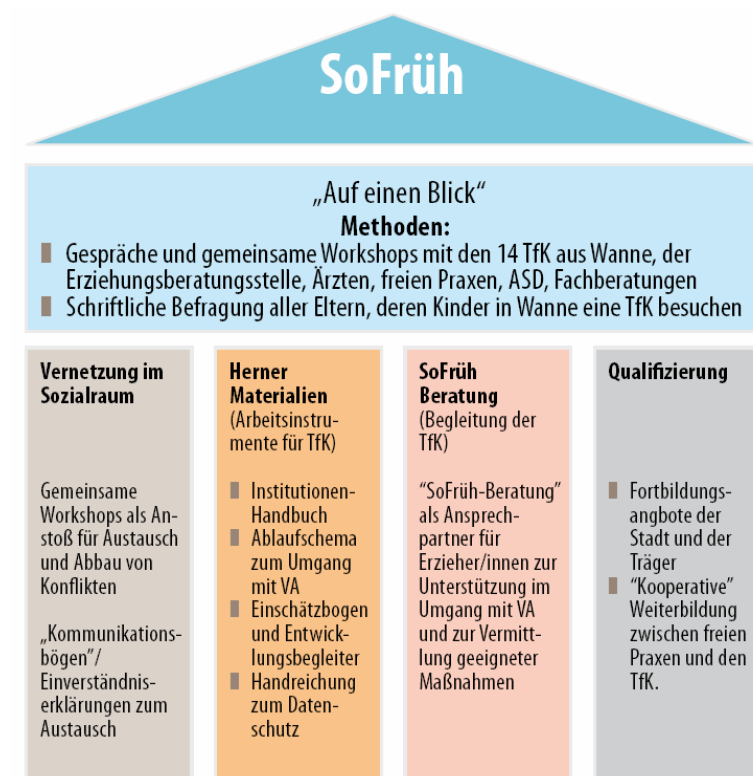 SoFrüh
„Auf einen Blick“
Methoden:
Gespräche und gemeinsame Workshops mit den 14 TfK aus Wanne, der
Erziehungsberatungsstelle, Ärzten, freien Praxen, ASD, Fachberatungen
Schriftliche Befragung aller Eltern, deren Kinder in Wanne eine TfK besuchen
Vernetzung im
Sozialraum
Gemeinsame
Workshops als An-
stoß für Austausch
und Abbau von
Konflikten
„Kommunikations-
bögen”/
Einverständnis-
erklärungen zum
Austausch
Herner
Materialien
(Arbeitsinstru-
mente für TfK)
Institutionen-
Handbuch
Ablaufschema
zum Umgang
mit VA
Einschätzbogen
und Entwick-
lungsbegleiter
Handreichung
zum Daten-
schutz
SoFrüh
Beratung
(Begleitung der
TfK)
“SoFrüh-Beratung”
als Ansprech-
partner für
Erzieher/innen zur
Unterstützung im
Umgang mit VA
und zur Vermitt-
lung geeigneter
Maßnahmen
Qualifizierung
Fortbildungs-
angebote der
Stadt und der
Träger
“Kooperative”
Weiterbildung
zwischen freien
Praxen und den
TfK.